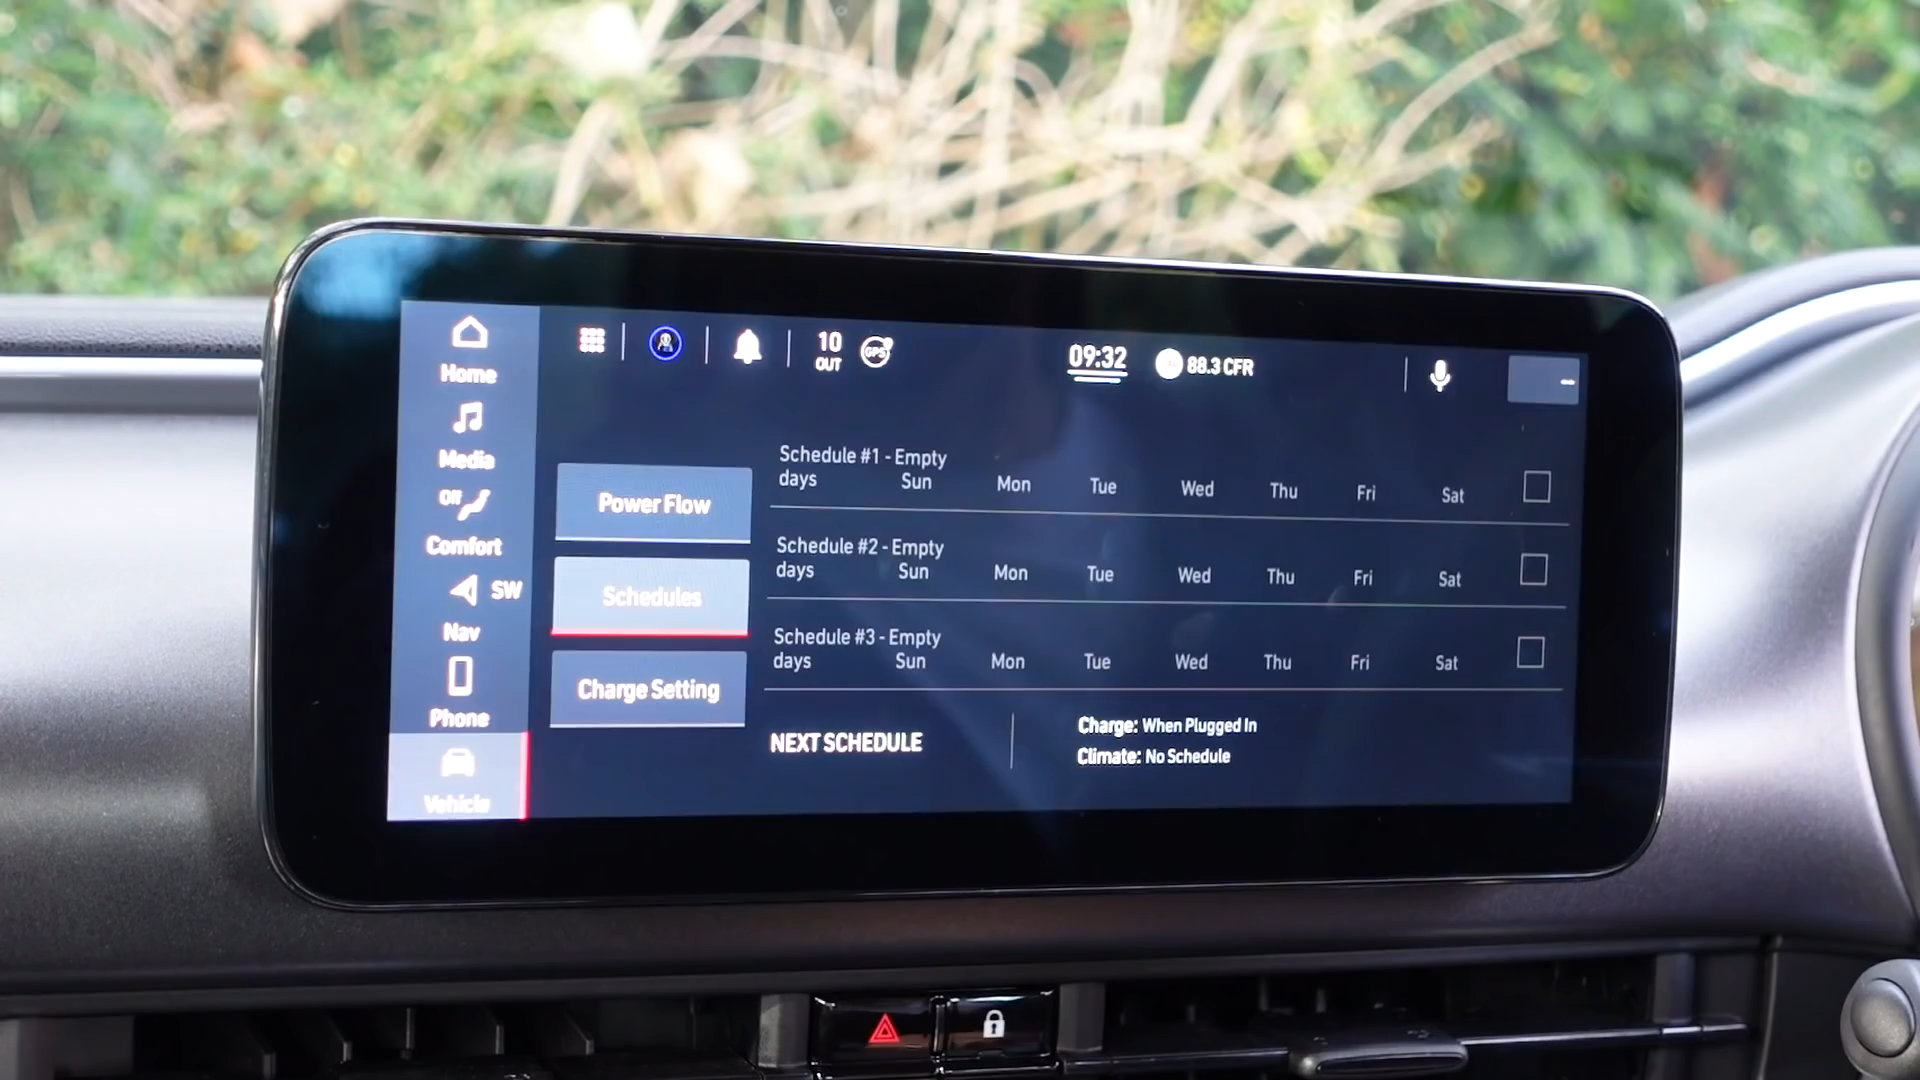 Home
Media
Off
Comfort
SW
Nav
Phone
Vehicle
10
OUT
GPS
09:32
88.3 CFR
Power Flow
Schedules
Charge Setting
Schedule #1 - Empty
days Sun Mon Tue Wed Thu Fri Sat
Schedule #2 - Empty
days Sun Mon Tue Wed Thu Fri Sat
Schedule #3 - Empty
days Sun Mon Tue Wed Thu Fri Sat
NEXT SCHEDULE
Charge: When Plugged In
Climate: No Schedule